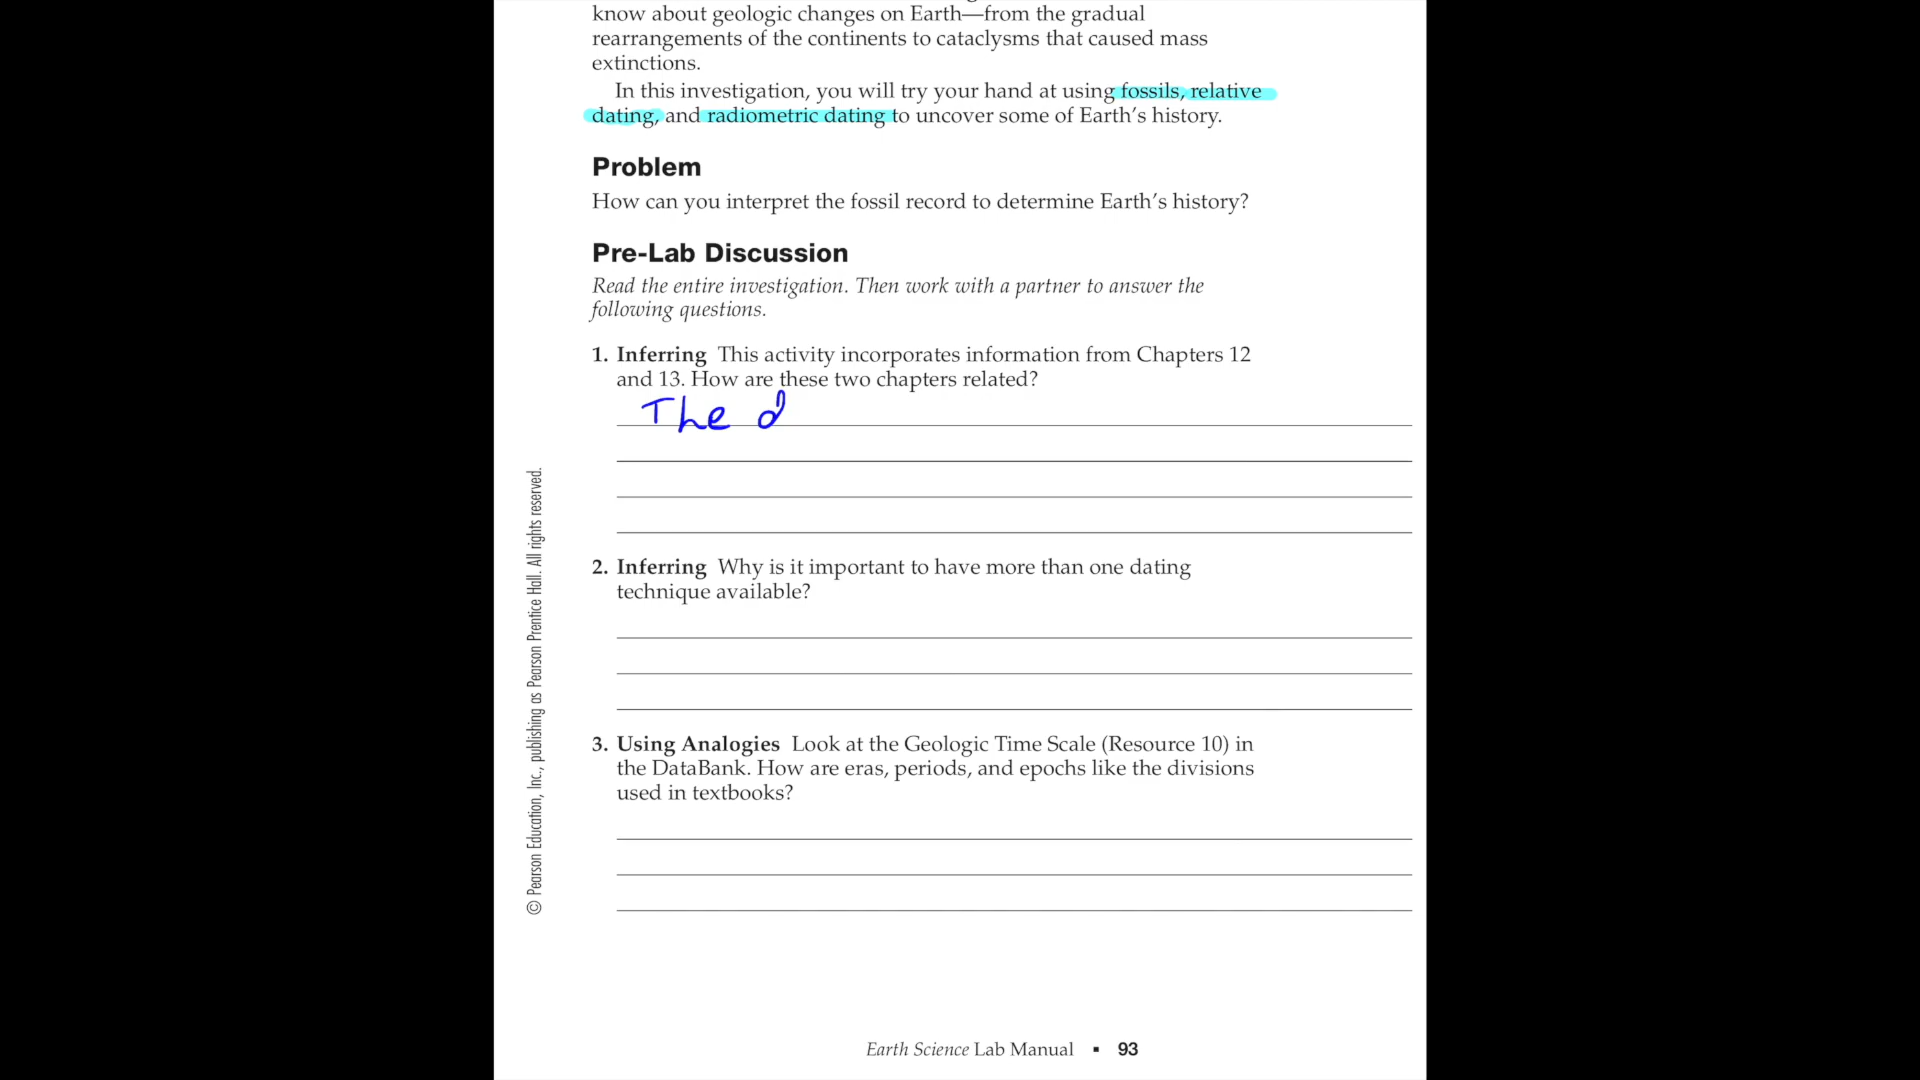 know about geologic changes on Earth—from the gradual
rearrangements of the continents to cataclysms that caused mass
extinctions.
In this investigation, you will try your hand at using fossils, relative
dating, and radiometric dating to uncover some of Earth's history.
Problem
How can you interpret the fossil record to determine Earth's history?
Pre-Lab Discussion
Read the entire investigation. Then work with a partner to answer the
following questions.
1. Inferring This activity incorporates information from Chapters 12
and 13. How are these two chapters related?
The d
2. Inferring Why is it important to have more than one dating
technique available?
3. Using Analogies Look at the Geologic Time Scale (Resource 10) in
the DataBank. How are eras, periods, and epochs like the divisions
used in textbooks?
© Pearson Education, Inc., publishing as Pearson Prentice Hall. All rights reserved.
Earth Science Lab Manual ▪ 93